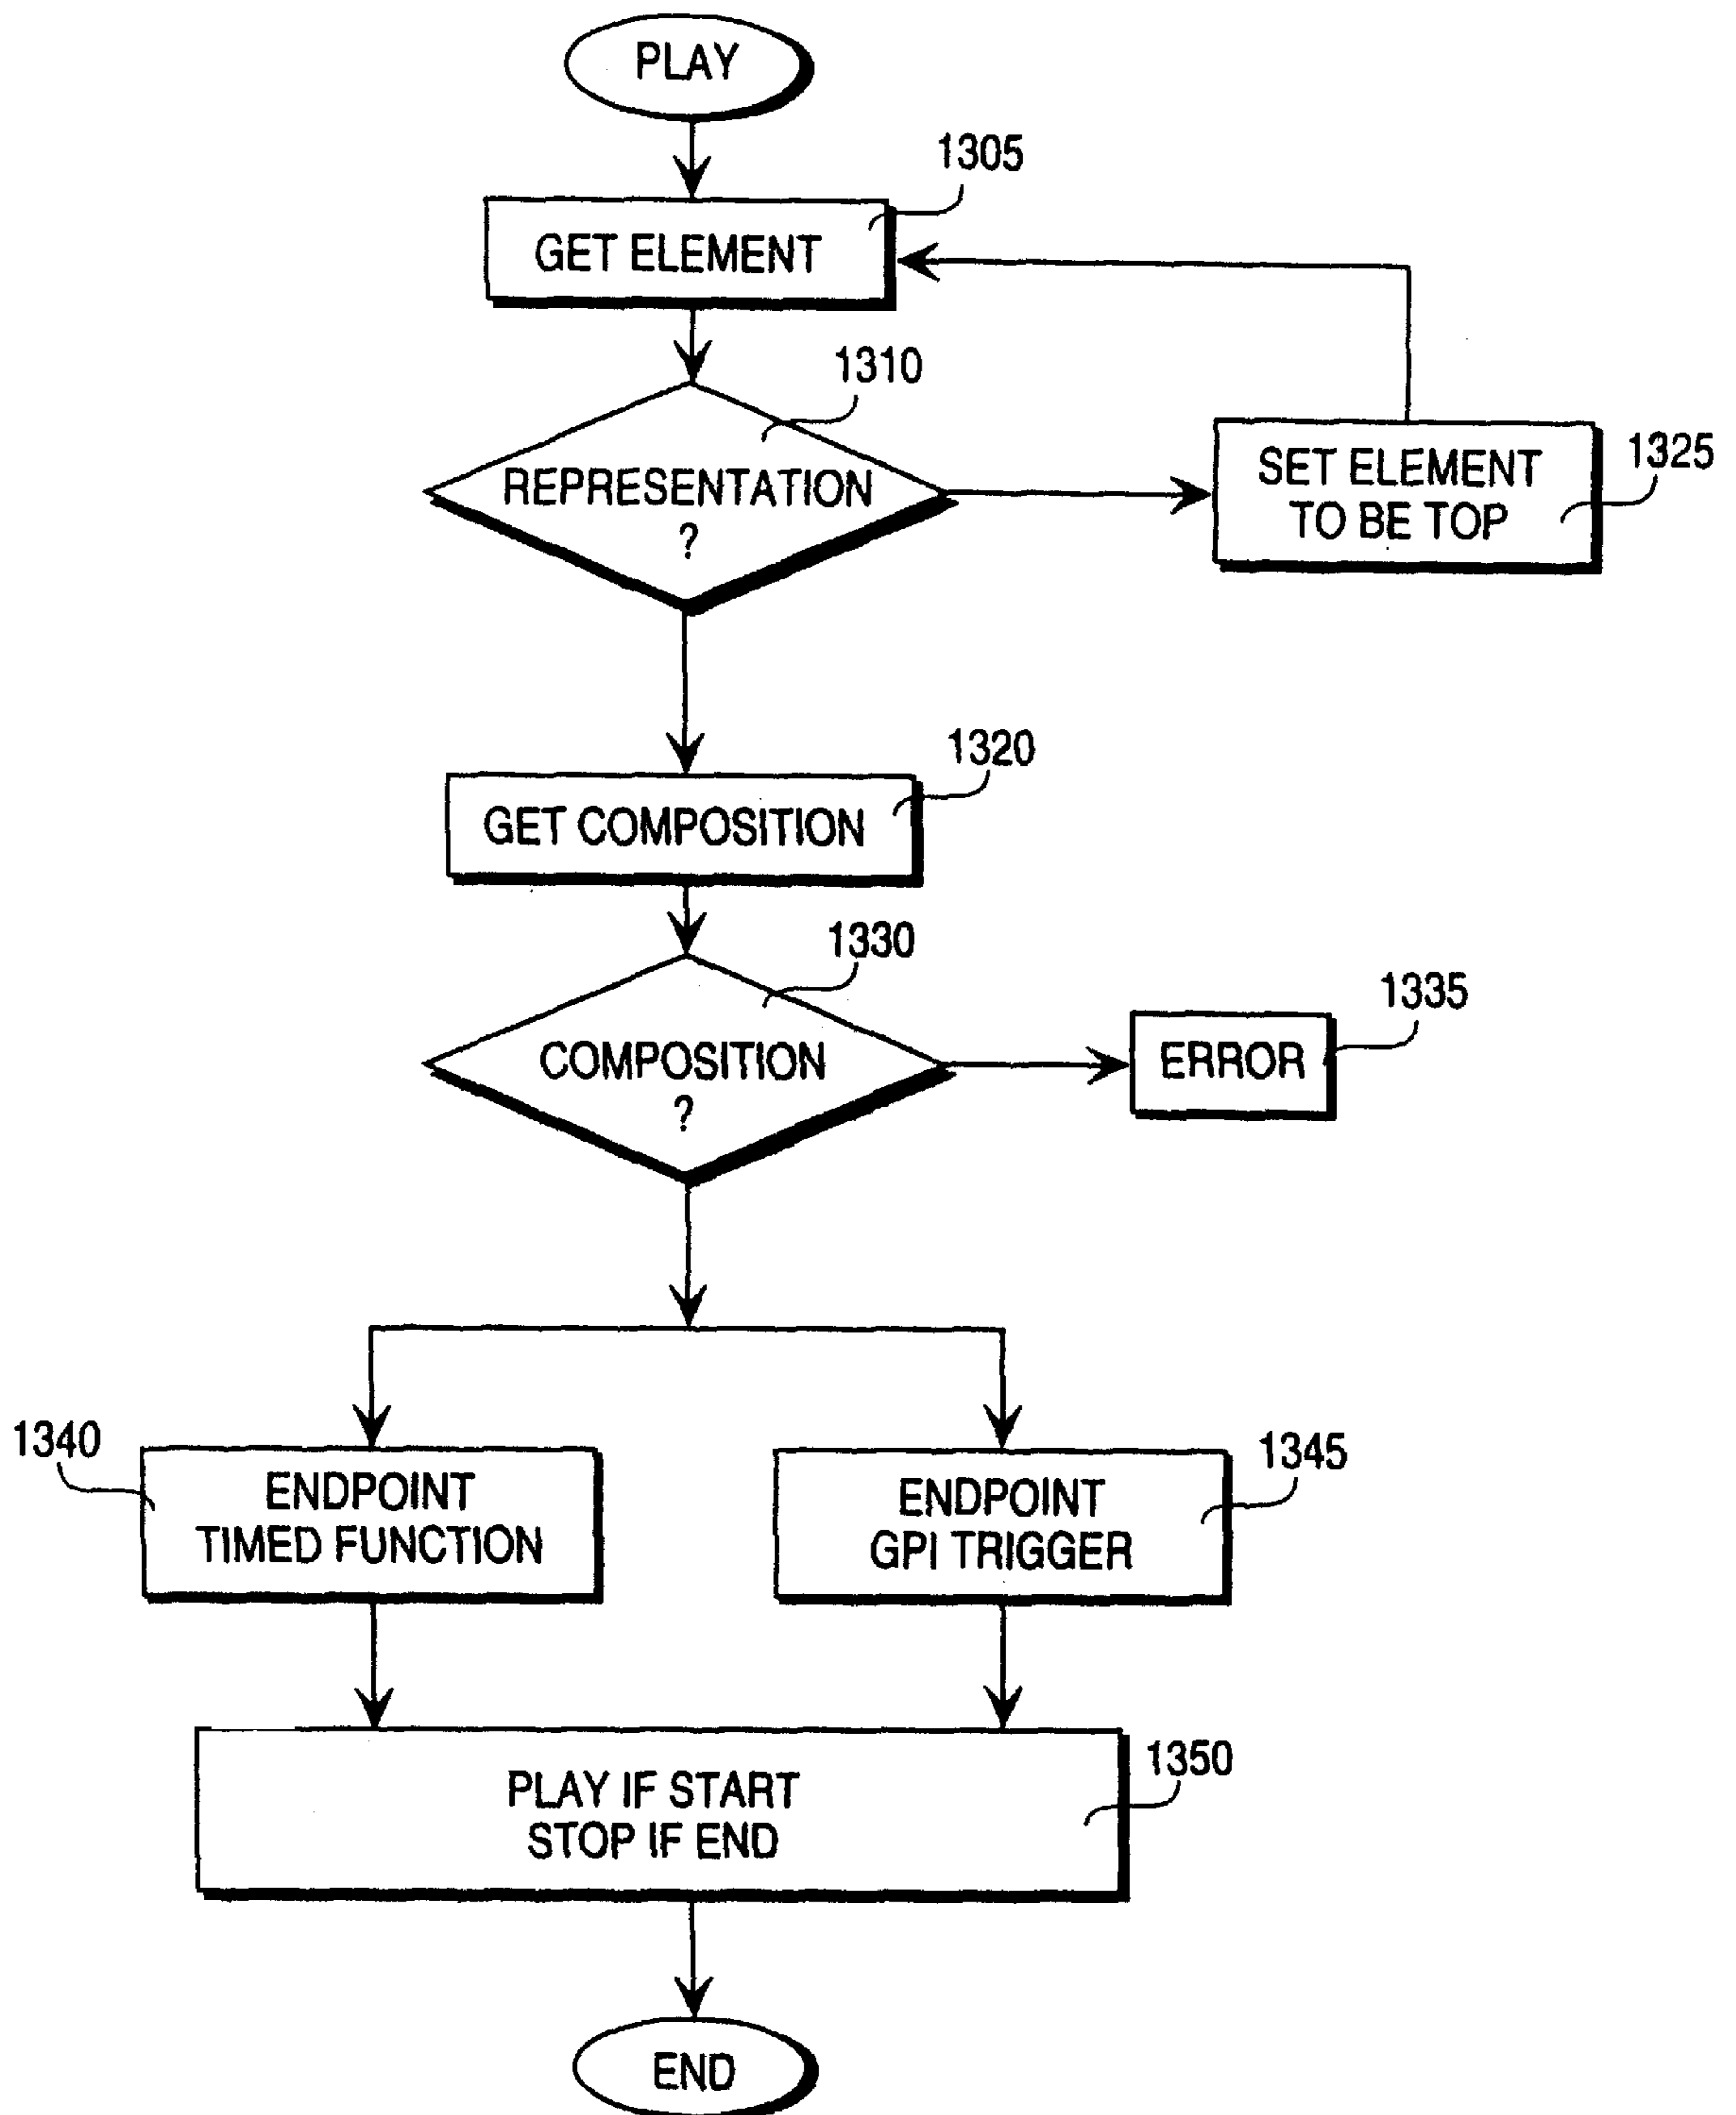 PLAY
1305
GET ELEMENT
1310
REPRESENTATION
?
SET ELEMENT
TO BE TOP
1325
1320
GET COMPOSITION
1330
COMPOSITION
?
1335
ERROR
1340
ENDPOINT
TIMED FUNCTION
1345
ENDPOINT
GPI TRIGGER
1350
PLAY IF START
STOP IF END
END